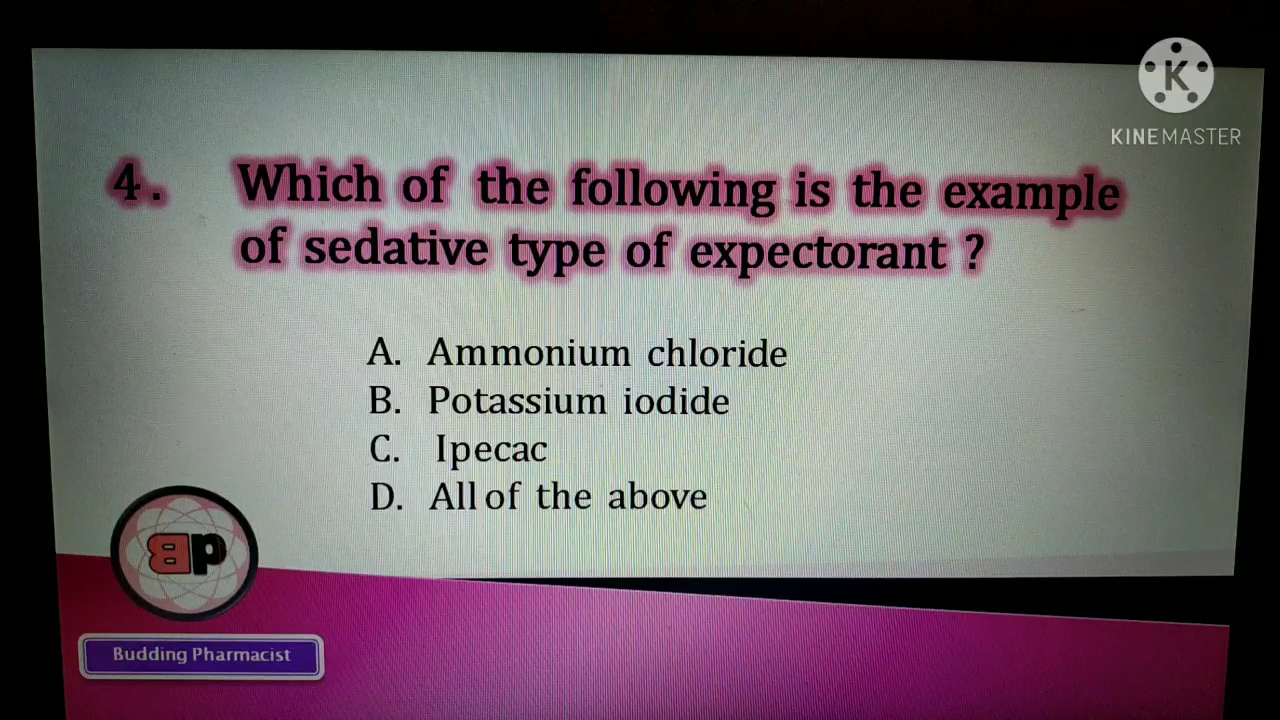 K
KINEMASTER
4. Which of the following is the example
of sedative type of expectorant ?
A. Ammonium chloride
B. Potassium iodide
C. Ipecac
D. All of the above
BP
Budding Pharmacist